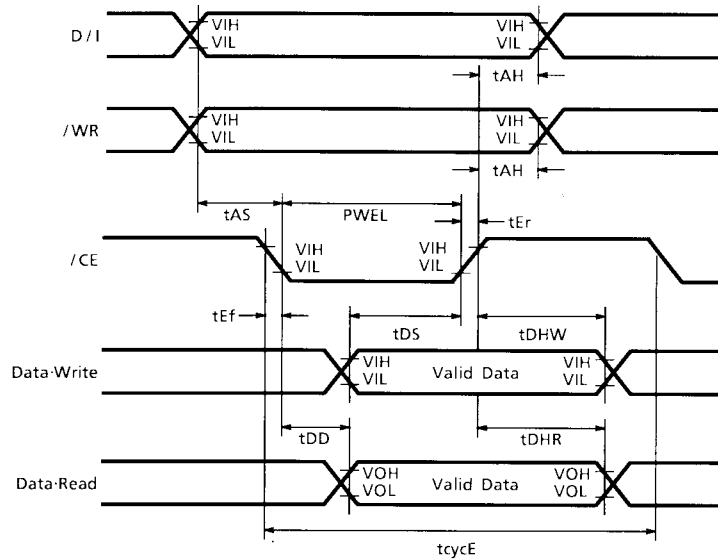 D/I
VIH
VIL
VIH
VIL
tAH
/WR
VIH
VIL
VIH
VIL
tAH
tAS
PWEL
tEr
/CE
VIH
VIL
VIH
VIL
tEf
tDS
tDHW
Data·Write
VIH
VIL
Valid Data
VIH
VIL
tDD
tDHR
Data·Read
VOH
VOL
Valid Data
VOH
VOL
tcycE